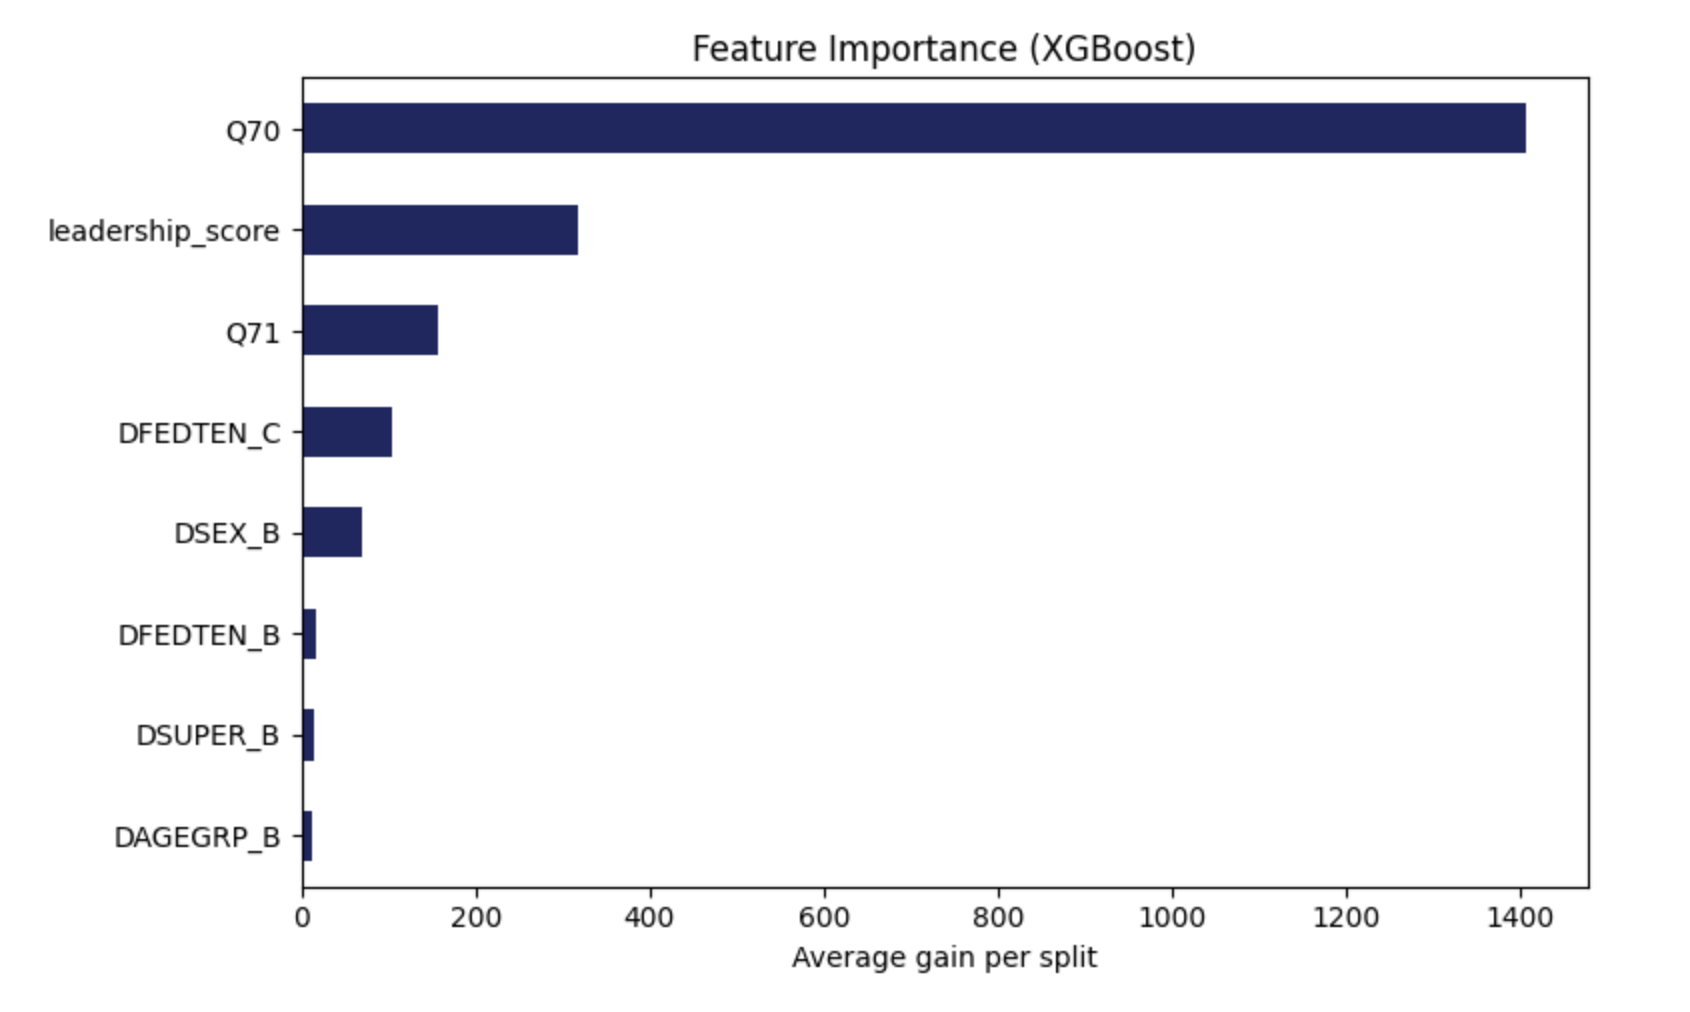 Feature Importance (XGBoost)
Q70
leadership_score
Q71
DFEDTEN_C
DSEX_B
DFEDTEN_B
DSUPER_B
DAGEGRP_B
0 200 400 600 800 1000 1200 1400
Average gain per split